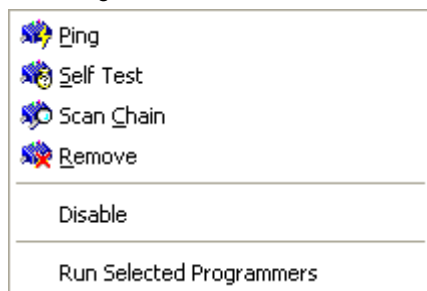 Ping
Self Test
Scan Chain
Remove
Disable
Run Selected Programmers